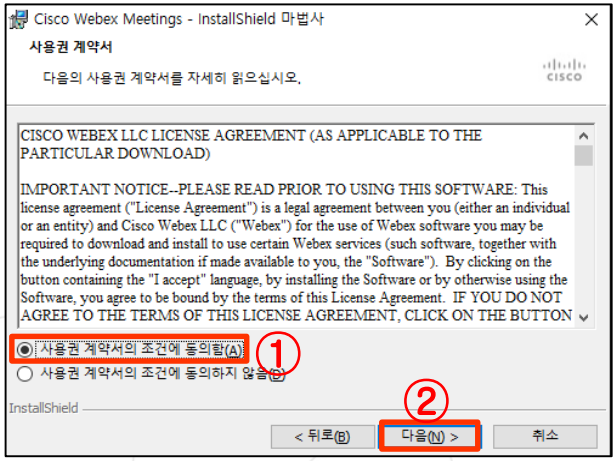 Cisco Webex Meetings - InstallShield 마법사
사용권 계약서
다음의 사용권 계약서를 자세히 읽으십시오.
CISCO
CISCO WEBEX LLC LICENSE AGREEMENT (AS APPLICABLE TO THE
PARTICULAR DOWNLOAD)
IMPORTANT NOTICE--PLEASE READ PRIOR TO USING THIS SOFTWARE: This
license agreement ("License Agreement") is a legal agreement between you (either an individual
or an entity) and Cisco Webex LLC ("Webex") for the use of Webex software you may be
required to download and install to use certain Webex services (such software, together with
the underlying documentation if made available to you, the "Software"). By clicking on the
button containing the "I accept" language, by installing the Software or by otherwise using the
Software, you agree to be bound by the terms of this License Agreement. IF YOU DO NOT
AGREE TO THE TERMS OF THIS LICENSE AGREEMENT, CLICK ON THE BUTTON
사용권 계약서의 조건에 동의함(A) ①
사용권 계약서의 조건에 동의하지 않음(D)
InstallShield
②
< 뒤로(B) 다음(N) > 취소